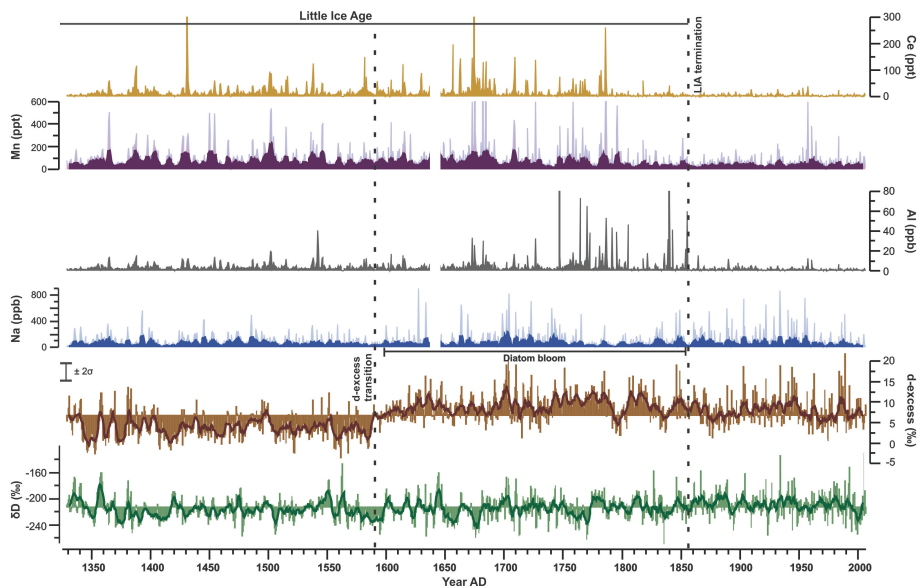 Little Ice Age
300
200
100
0
Ce (ppt)
LIA termination
600
400
200
0
Mn (ppt)
80
60
40
20
0
Al (ppb)
800
400
0
Na (ppb)
Diatom bloom
d-excess
transition
± 2σ
20
15
10
5
0
-5
d-excess (‰)
-160
-200
-240
δD (‰)
1350 1400 1450 1500 1550 1600 1650 1700 1750 1800 1850 1900 1950 2000
Year AD